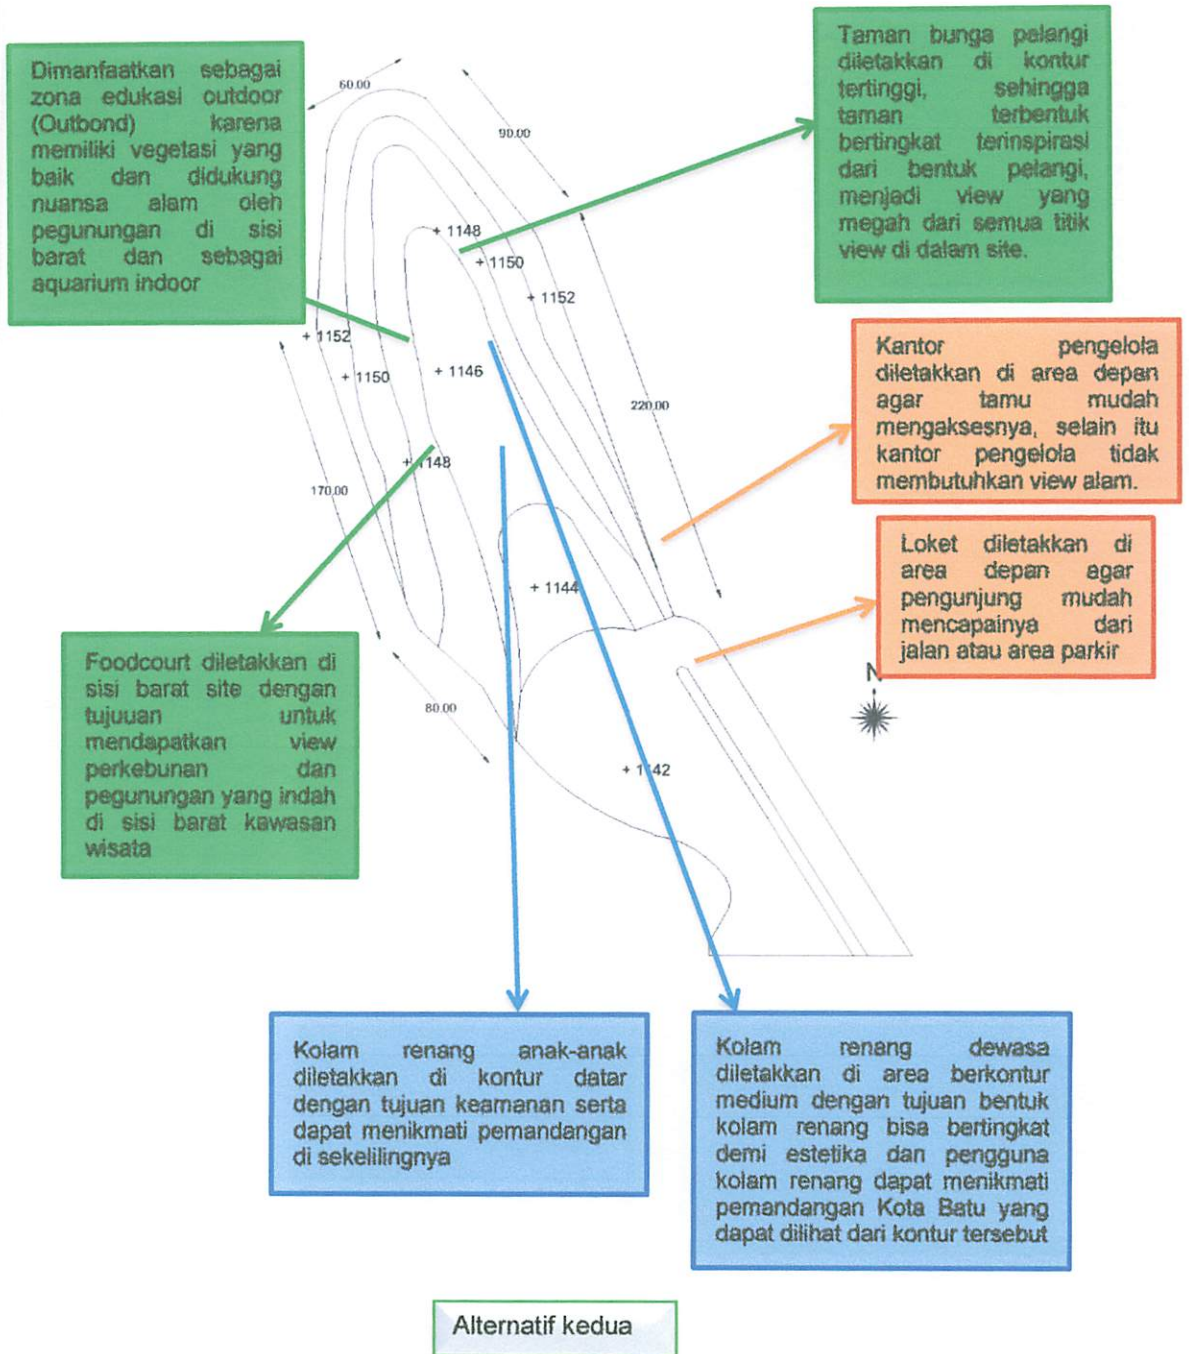 Dimanfaatkan sebagai
zona edukasi outdoor
(Outbond) karena
memiliki vegetasi yang
baik dan didukung
nuansa alam oleh
pegunungan di sisi
barat dan sebagai
aquarium indoor
Taman bunga pelangi
diletakkan di kontur
tertinggi, sehingga
taman terbentuk
bertingkat terinspirasi
dari bentuk pelangi,
menjadi view yang
megah dari semua titik
view di dalam site.
60.00
90.00
+ 1148
+ 1150
+ 1152
+ 1152
+ 1150
+ 1146
220.00
+ 1148
170.00
+ 1144
80.00
+ 1142
Kantor pengelola
diletakkan di area depan
agar tamu mudah
mengaksesnya, selain itu
kantor pengelola tidak
membutuhkan view alam.
Loket diletakkan di
area depan agar
pengunjung mudah
mencapainya dari
jalan atau area parkir
N
Foodcourt diletakkan di
sisi barat site dengan
tujuuan untuk
mendapatkan view
perkebunan dan
pegunungan yang indah
di sisi barat kawasan
wisata
Kolam renang anak-anak
diletakkan di kontur datar
dengan tujuan keamanan serta
dapat menikmati pemandangan
di sekelilingnya
Kolam renang dewasa
diletakkan di area berkontur
medium dengan tujuan bentuk
kolam renang bisa bertingkat
demi estetika dan pengguna
kolam renang dapat menikmati
pemandangan Kota Batu yang
dapat dilihat dari kontur tersebut
Alternatif kedua